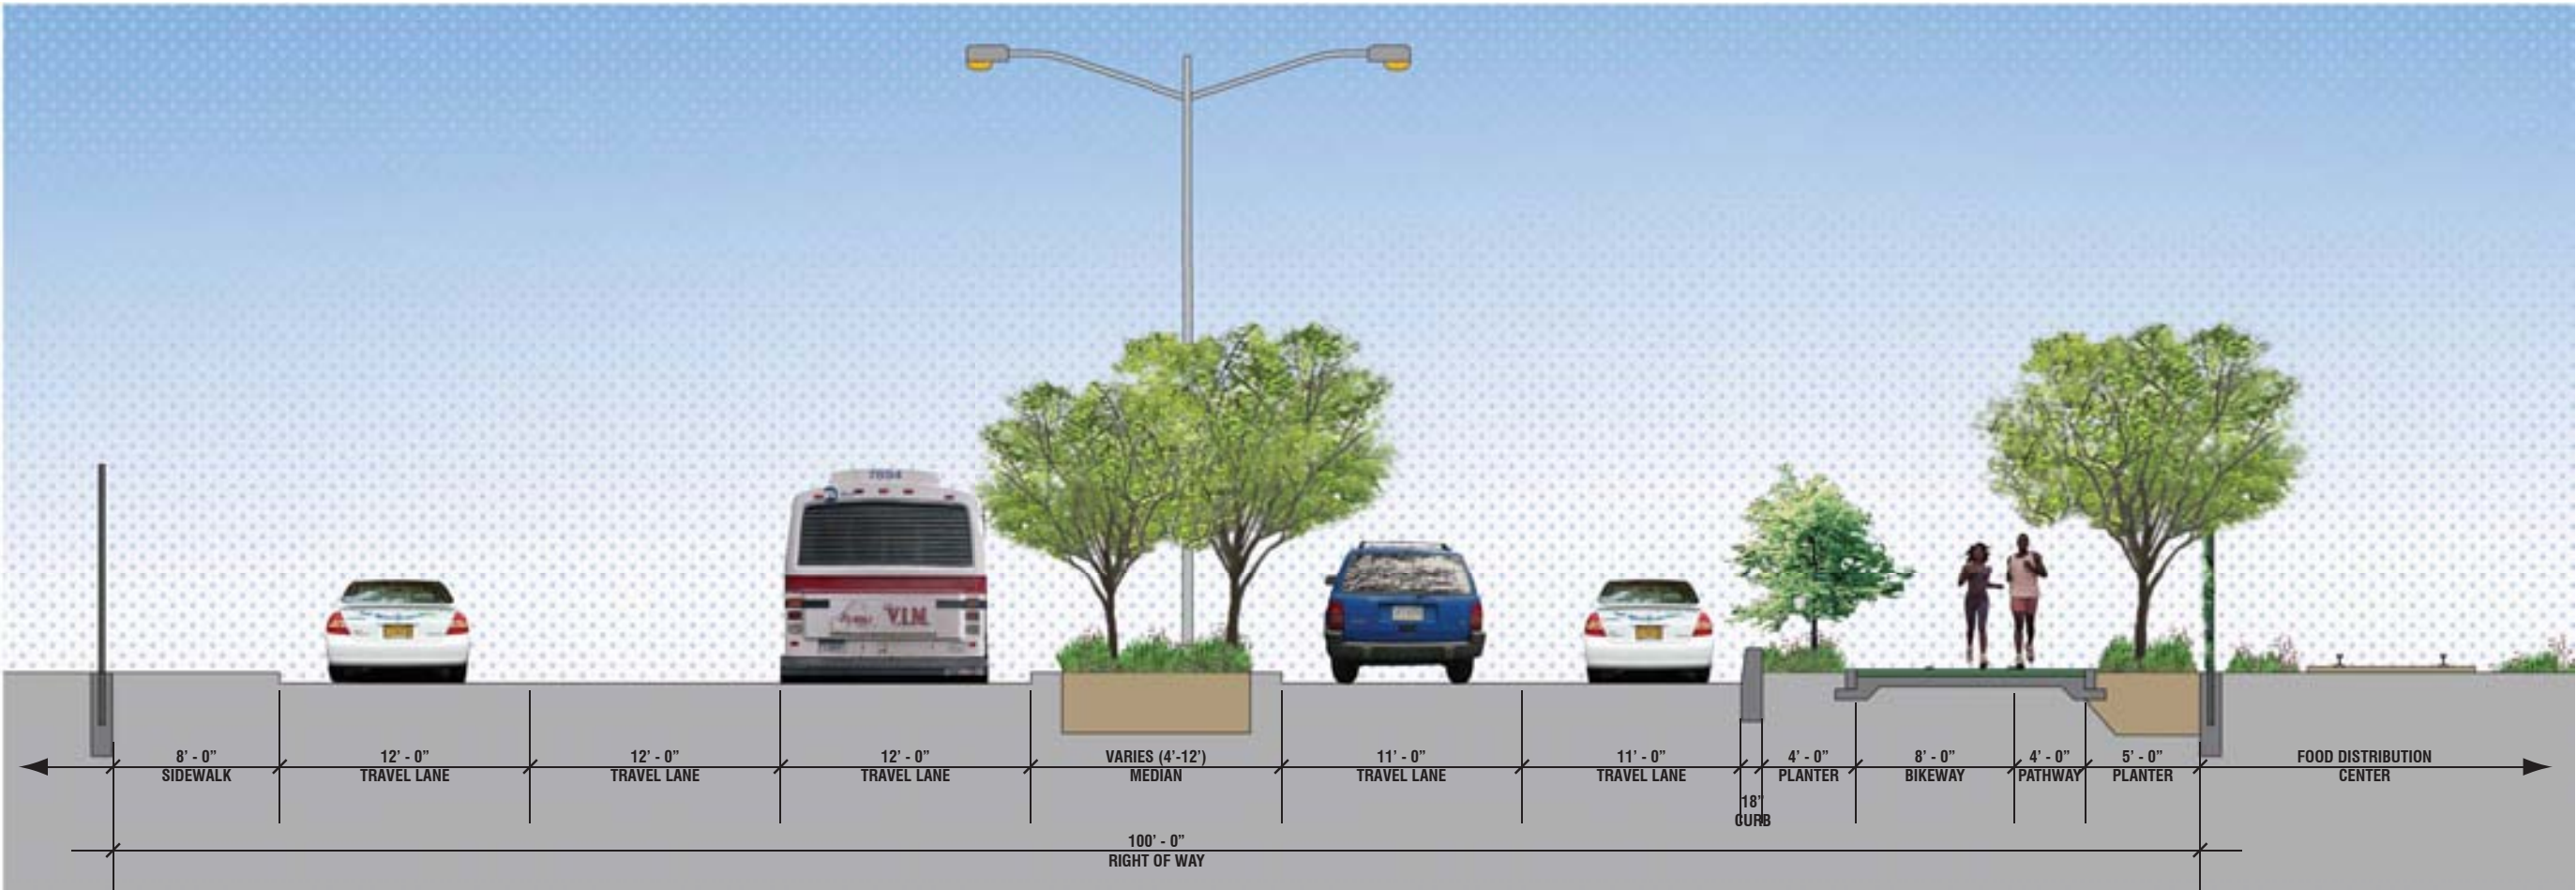 7694
V.I.M.
8' - 0"
SIDEWALK
12' - 0"
TRAVEL LANE
12' - 0"
TRAVEL LANE
12' - 0"
TRAVEL LANE
VARIES (4'-12')
MEDIAN
11' - 0"
TRAVEL LANE
11' - 0"
TRAVEL LANE
18"
CURB
4' - 0"
PLANTER
8' - 0"
BIKEWAY
4' - 0"
PATHWAY
5' - 0"
PLANTER
FOOD DISTRIBUTION
CENTER
100' - 0"
RIGHT OF WAY